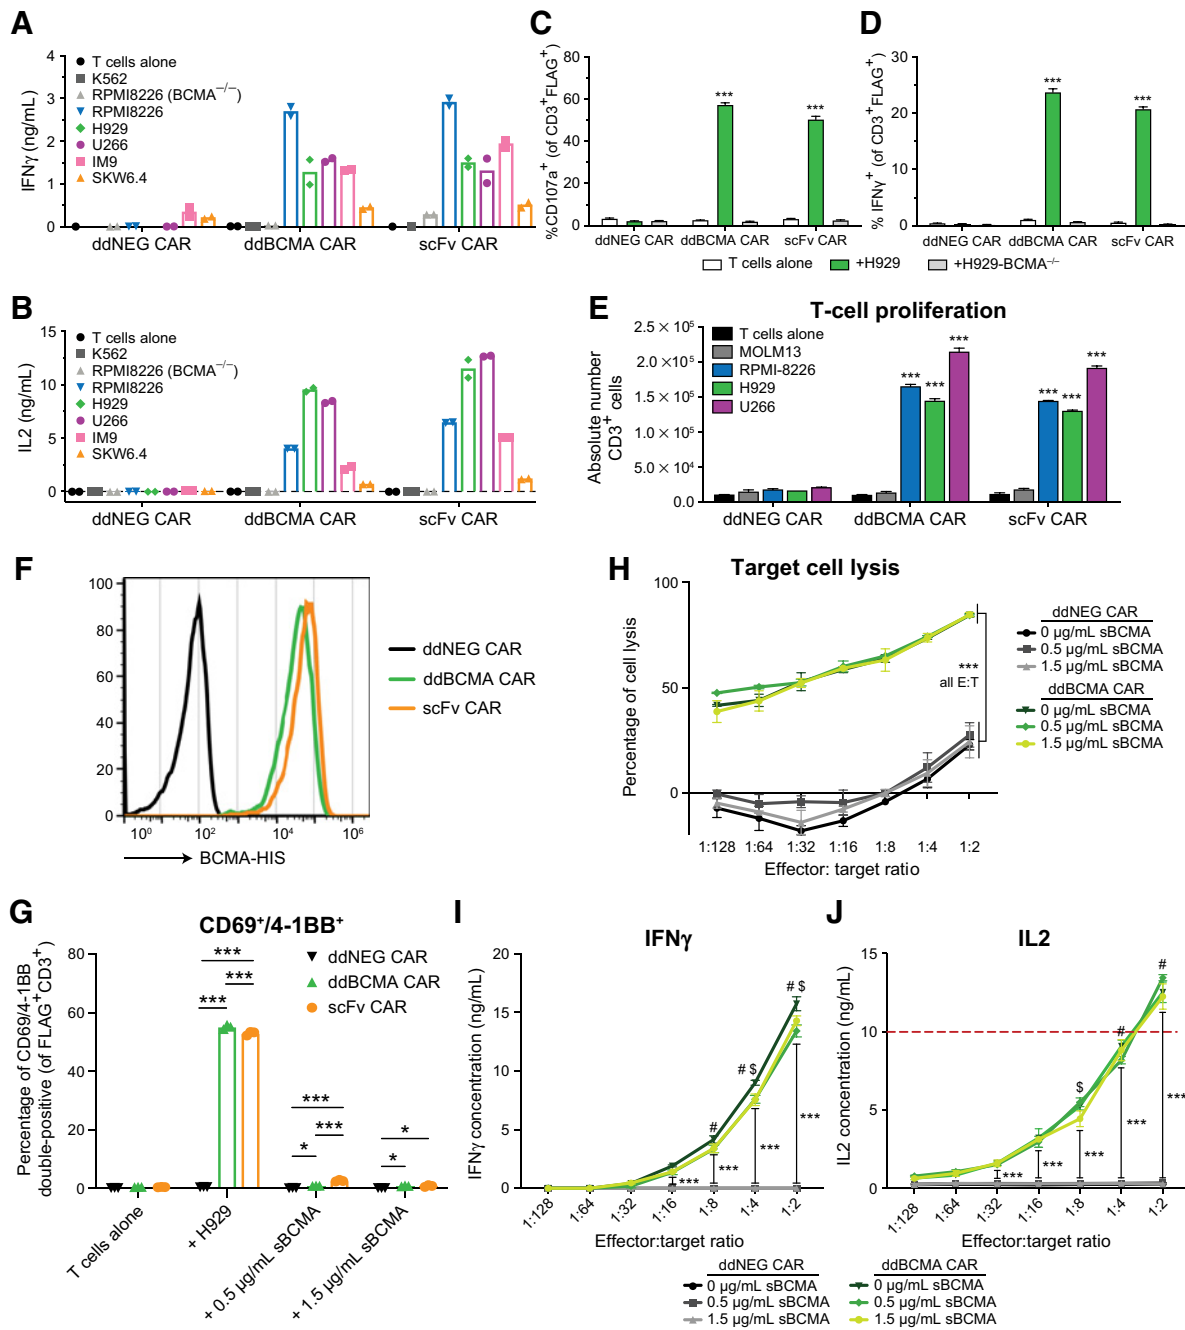 A
IFNγ (ng/mL)
4
3
2
1
0
T cells alone
K562
RPMI8226 (BCMA⁻/⁻)
RPMI8226
H929
U266
IM9
SKW6.4
ddNEG CAR
ddBCMA CAR
scFv CAR
C
%CD107a⁺ (of CD3⁺FLAG⁺)
80
60
40
20
0
***
***
ddNEG CAR
ddBCMA CAR
scFv CAR
D
% IFNγ⁺ (of CD3⁺FLAG⁺)
30
20
10
0
***
***
ddNEG CAR
ddBCMA CAR
scFv CAR
T cells alone
+H929
+H929-BCMA⁻/⁻
B
IL2 (ng/mL)
15
10
5
0
T cells alone
K562
RPMI8226 (BCMA⁻/⁻)
RPMI8226
H929
U266
IM9
SKW6.4
ddNEG CAR
ddBCMA CAR
scFv CAR
E
T-cell proliferation
Absolute number
CD3⁺ cells
2.5 × 10⁵
2.0 × 10⁵
1.5 × 10⁵
1.0 × 10⁵
5.0 × 10⁴
0.0
T cells alone
MOLM13
RPMI-8226
H929
U266
***
***
***
***
***
***
ddNEG CAR
ddBCMA CAR
scFv CAR
F
100
80
60
40
20
0
10⁰
10²
10⁴
10⁶
BCMA-HIS
ddNEG CAR
ddBCMA CAR
scFv CAR
H
Target cell lysis
Percentage of cell lysis
100
50
0
***
all E:T
1:128
1:64
1:32
1:16
1:8
1:4
1:2
Effector: target ratio
ddNEG CAR
0 μg/mL sBCMA
0.5 μg/mL sBCMA
1.5 μg/mL sBCMA
ddBCMA CAR
0 μg/mL sBCMA
0.5 μg/mL sBCMA
1.5 μg/mL sBCMA
G
CD69⁺/4-1BB⁺
Percentage of CD69/4-1BB
double-positive (of FLAG⁺CD3⁺)
80
60
40
20
0
ddNEG CAR
ddBCMA CAR
scFv CAR
***
***
***
***
***
*
*
*
T cells alone
+ H929
+ 0.5 μg/mL sBCMA
+ 1.5 μg/mL sBCMA
I
IFNγ
IFNγ concentration (ng/mL)
20
15
10
5
0
# $
# $
#
***
***
***
***
1:128
1:64
1:32
1:16
1:8
1:4
1:2
Effector:target ratio
J
IL2
IL2 concentration (ng/mL)
15
10
5
0
#
#
$
***
***
***
***
***
1:128
1:64
1:32
1:16
1:8
1:4
1:2
Effector:target ratio
ddNEG CAR
0 μg/mL sBCMA
0.5 μg/mL sBCMA
1.5 μg/mL sBCMA
ddBCMA CAR
0 μg/mL sBCMA
0.5 μg/mL sBCMA
1.5 μg/mL sBCMA